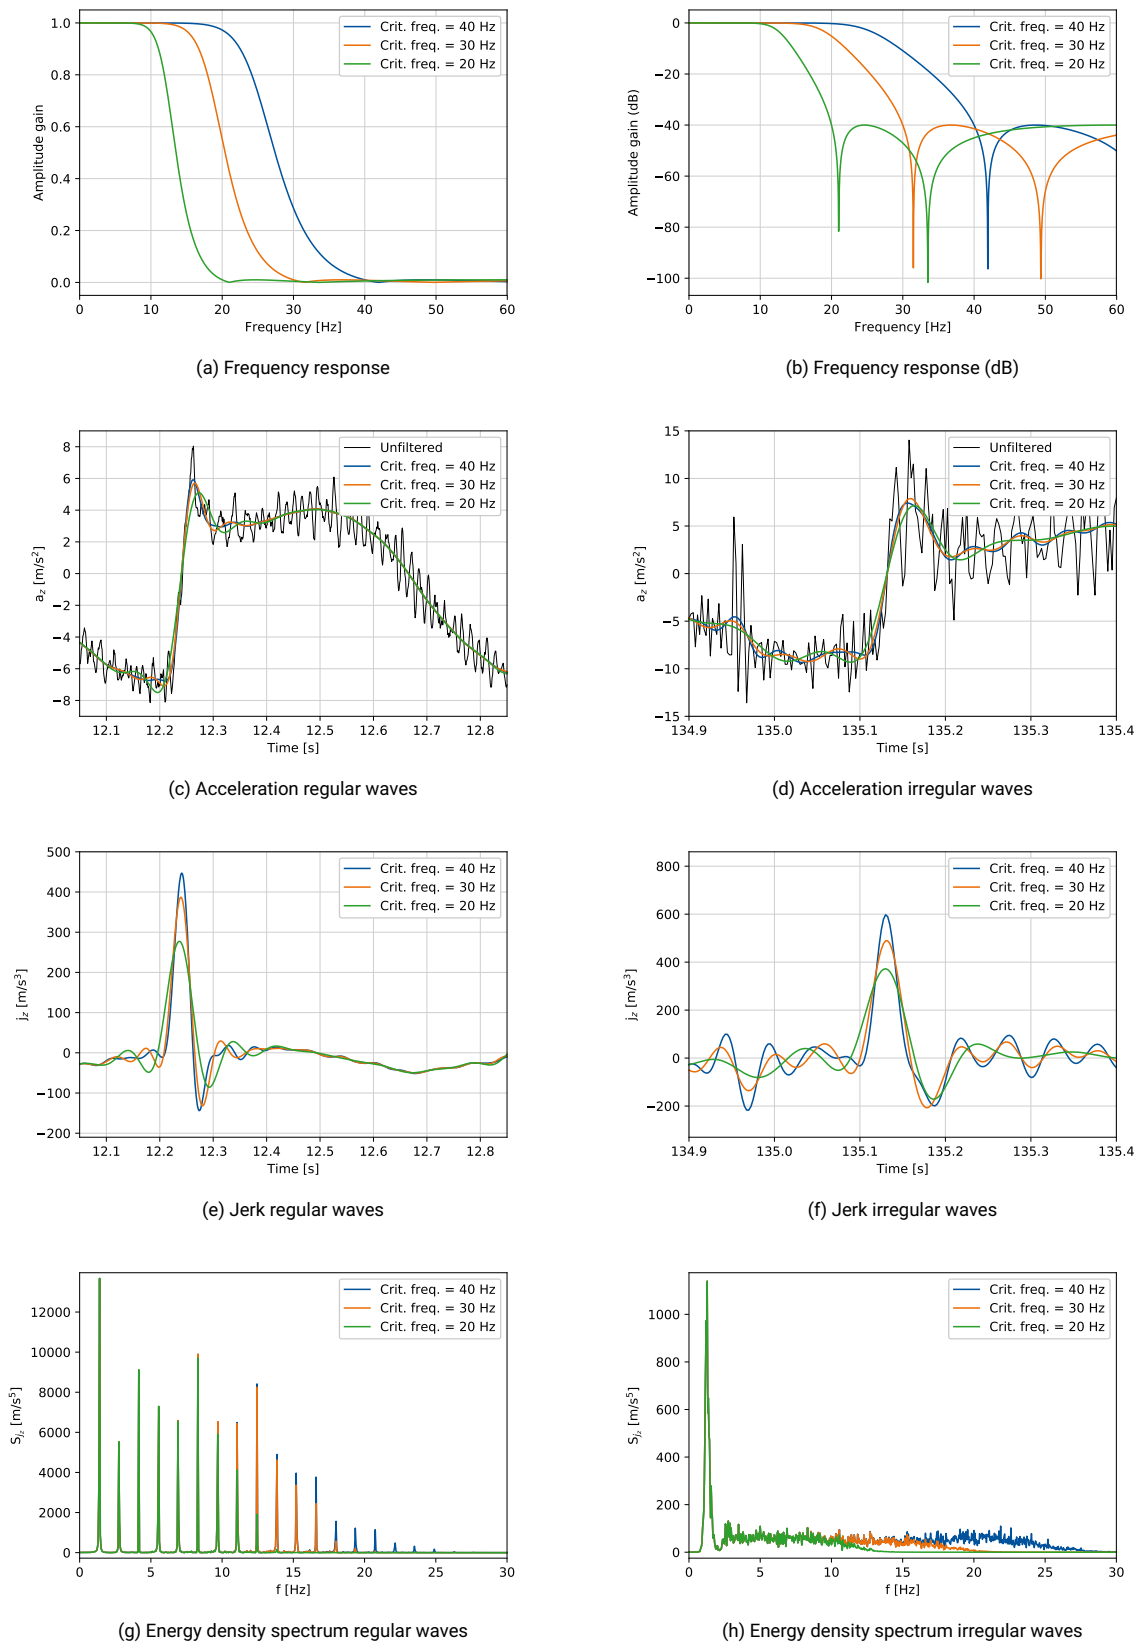 Crit. freq. = 40 Hz
Crit. freq. = 30 Hz
Crit. freq. = 20 Hz
Amplitude gain
1.0
0.8
0.6
0.4
0.2
0.0
0 10 20 30 40 50 60
Frequency [Hz]
(a) Frequency response
Crit. freq. = 40 Hz
Crit. freq. = 30 Hz
Crit. freq. = 20 Hz
Amplitude gain (dB)
0
−20
−40
−60
−80
−100
0 10 20 30 40 50 60
Frequency [Hz]
(b) Frequency response (dB)
Unfiltered
Crit. freq. = 40 Hz
Crit. freq. = 30 Hz
Crit. freq. = 20 Hz
a_z [m/s²]
8
6
4
2
0
−2
−4
−6
−8
12.1 12.2 12.3 12.4 12.5 12.6 12.7 12.8
Time [s]
(c) Acceleration regular waves
Unfiltered
Crit. freq. = 40 Hz
Crit. freq. = 30 Hz
Crit. freq. = 20 Hz
a_z [m/s²]
15
10
5
0
−5
−10
−15
134.9 135.0 135.1 135.2 135.3 135.4
Time [s]
(d) Acceleration irregular waves
Crit. freq. = 40 Hz
Crit. freq. = 30 Hz
Crit. freq. = 20 Hz
j_z [m/s³]
500
400
300
200
100
0
−100
−200
12.1 12.2 12.3 12.4 12.5 12.6 12.7 12.8
Time [s]
(e) Jerk regular waves
Crit. freq. = 40 Hz
Crit. freq. = 30 Hz
Crit. freq. = 20 Hz
j_z [m/s³]
800
600
400
200
0
−200
134.9 135.0 135.1 135.2 135.3 135.4
Time [s]
(f) Jerk irregular waves
Crit. freq. = 40 Hz
Crit. freq. = 30 Hz
Crit. freq. = 20 Hz
S_j_z [m/s⁵]
12000
10000
8000
6000
4000
2000
0
0 5 10 15 20 25 30
f [Hz]
(g) Energy density spectrum regular waves
Crit. freq. = 40 Hz
Crit. freq. = 30 Hz
Crit. freq. = 20 Hz
S_j_z [m/s⁵]
1000
800
600
400
200
0
0 5 10 15 20 25 30
f [Hz]
(h) Energy density spectrum irregular waves